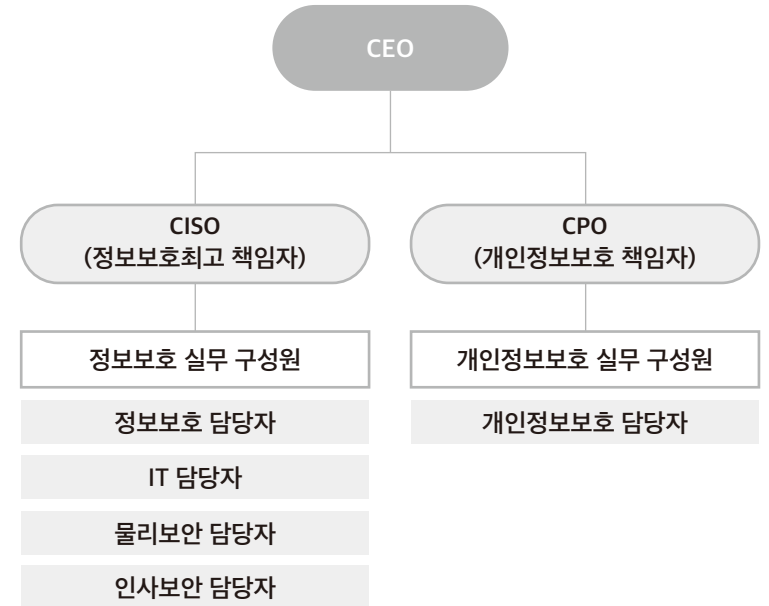 CEO
CISO
(정보보호최고 책임자)
CPO
(개인정보보호 책임자)
정보보호 실무 구성원
개인정보보호 실무 구성원
정보보호 담당자
개인정보보호 담당자
IT 담당자
물리보안 담당자
인사보안 담당자